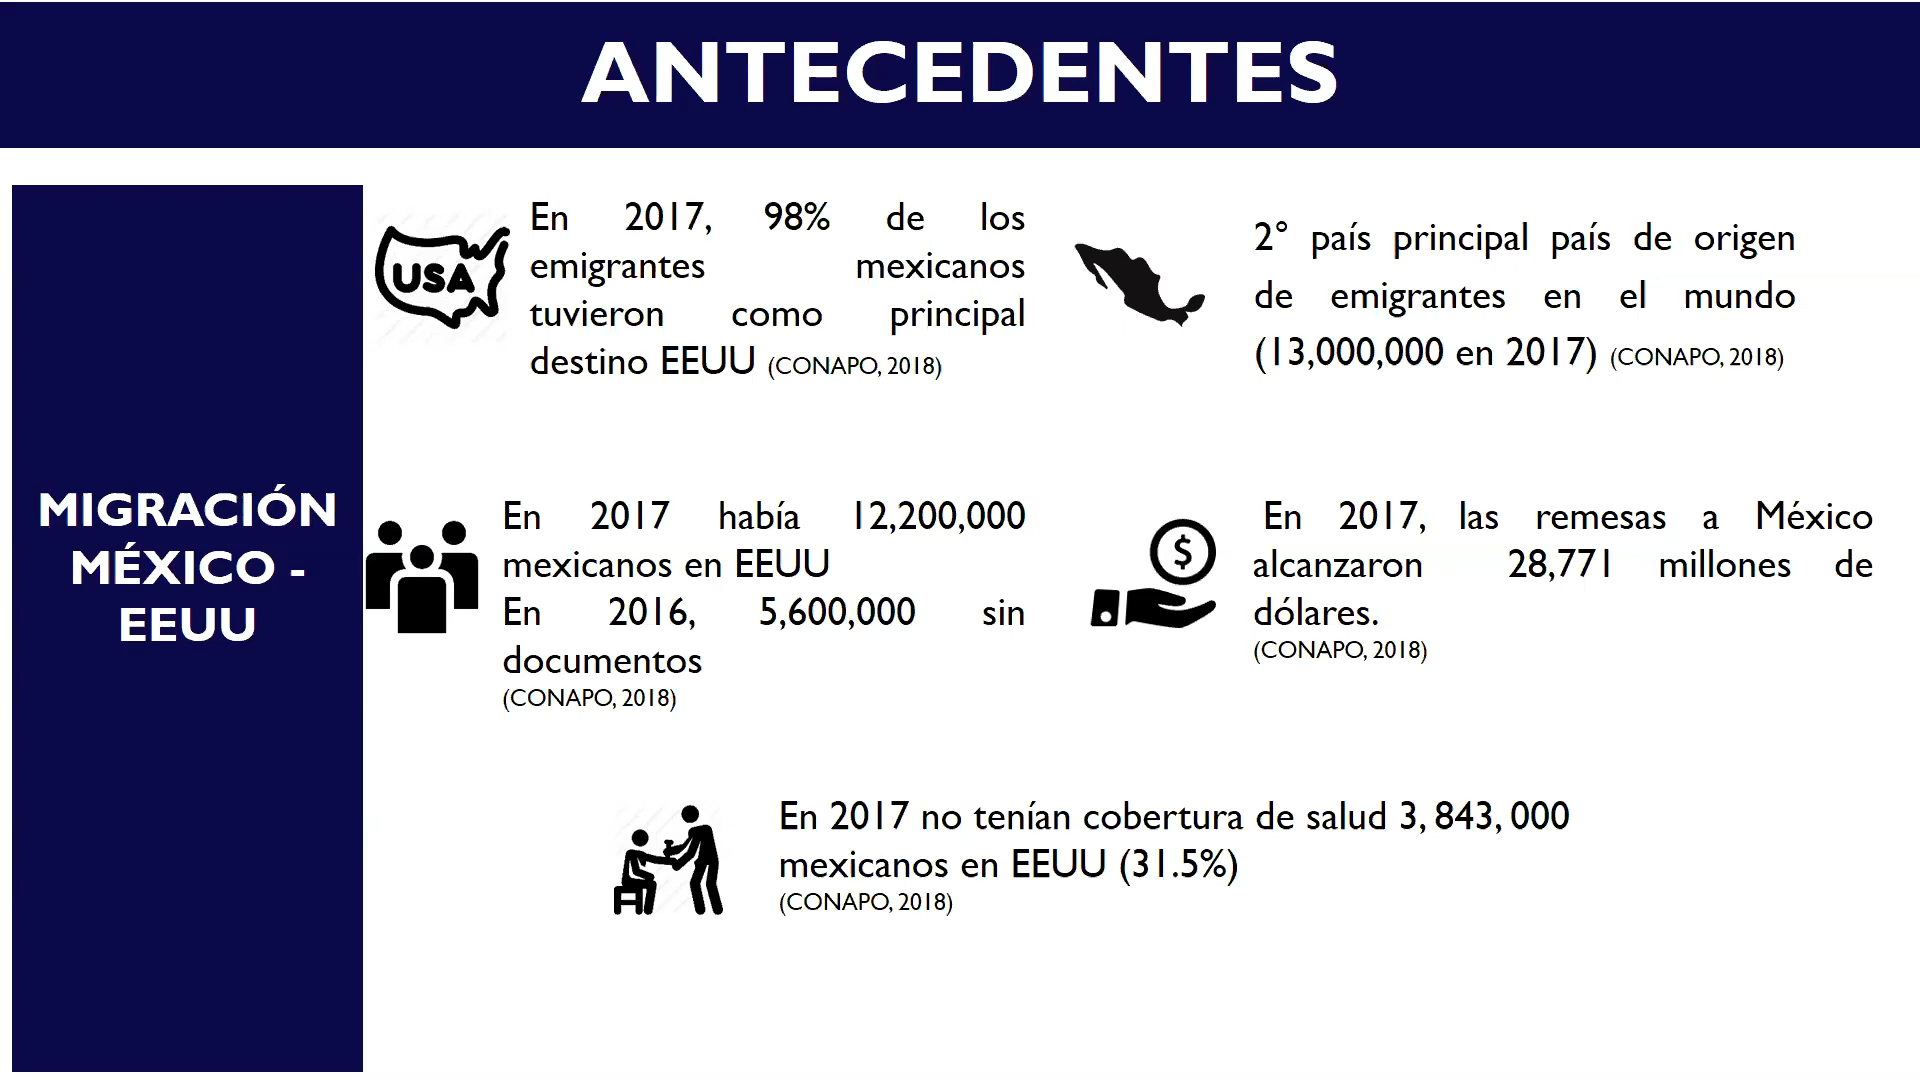 ANTECEDENTES
MIGRACIÓN
MÉXICO -
EEUU
USA
En 2017, 98% de los
emigrantes mexicanos
tuvieron como principal
destino EEUU (CONAPO, 2018)
2° país principal país de origen
de emigrantes en el mundo
(13,000,000 en 2017) (CONAPO, 2018)
En 2017 había 12,200,000
mexicanos en EEUU
En 2016, 5,600,000 sin
documentos
(CONAPO, 2018)
$
En 2017, las remesas a México
alcanzaron 28,771 millones de
dólares.
(CONAPO, 2018)
En 2017 no tenían cobertura de salud 3, 843, 000
mexicanos en EEUU (31.5%)
(CONAPO, 2018)